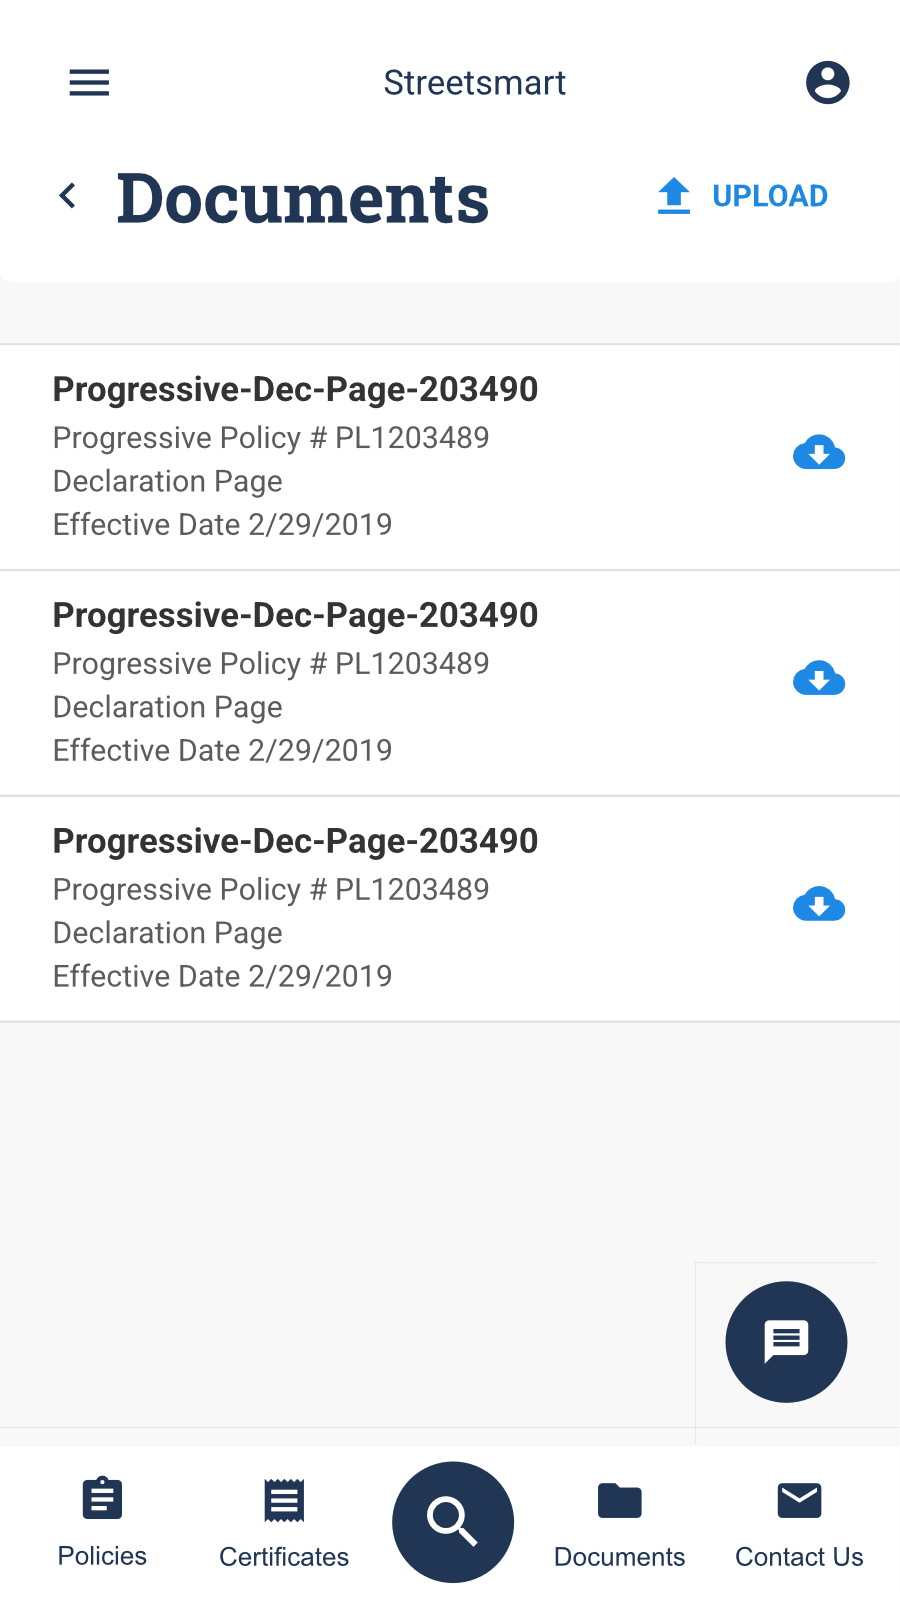 Streetsmart
Documents
UPLOAD
Progressive-Dec-Page-203490
Progressive Policy # PL1203489
Declaration Page
Effective Date 2/29/2019
Progressive-Dec-Page-203490
Progressive Policy # PL1203489
Declaration Page
Effective Date 2/29/2019
Progressive-Dec-Page-203490
Progressive Policy # PL1203489
Declaration Page
Effective Date 2/29/2019
Policies
Certificates
Documents
Contact Us